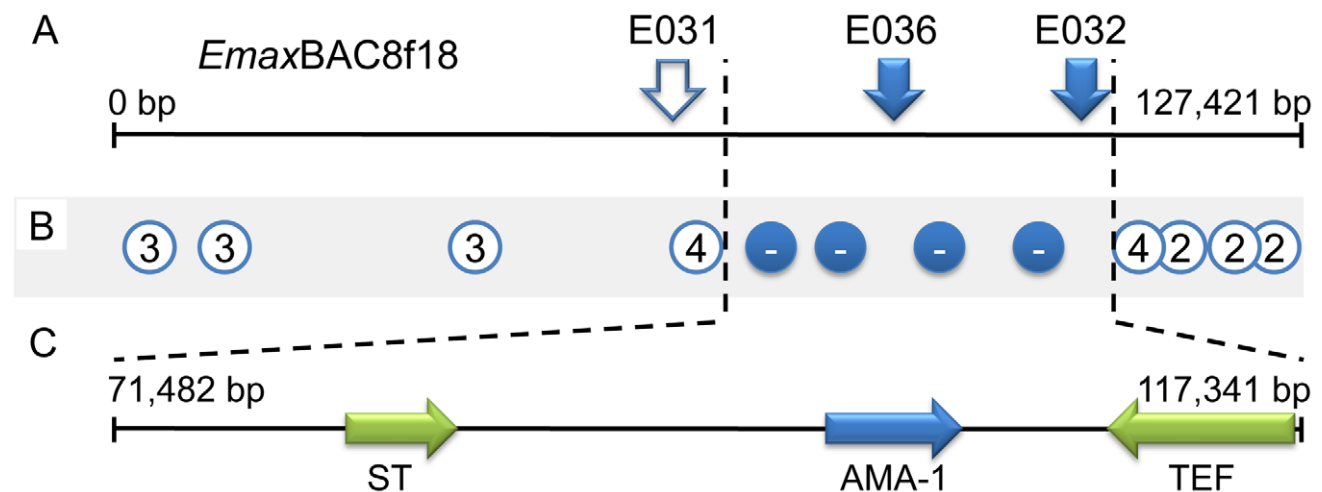 A
EmaxBAC8f18
E031 E036 E032
0 bp 127,421 bp
B
3 3 3 4 - - - - 4 2 2 2
C
71,482 bp 117,341 bp
ST AMA-1 TEF